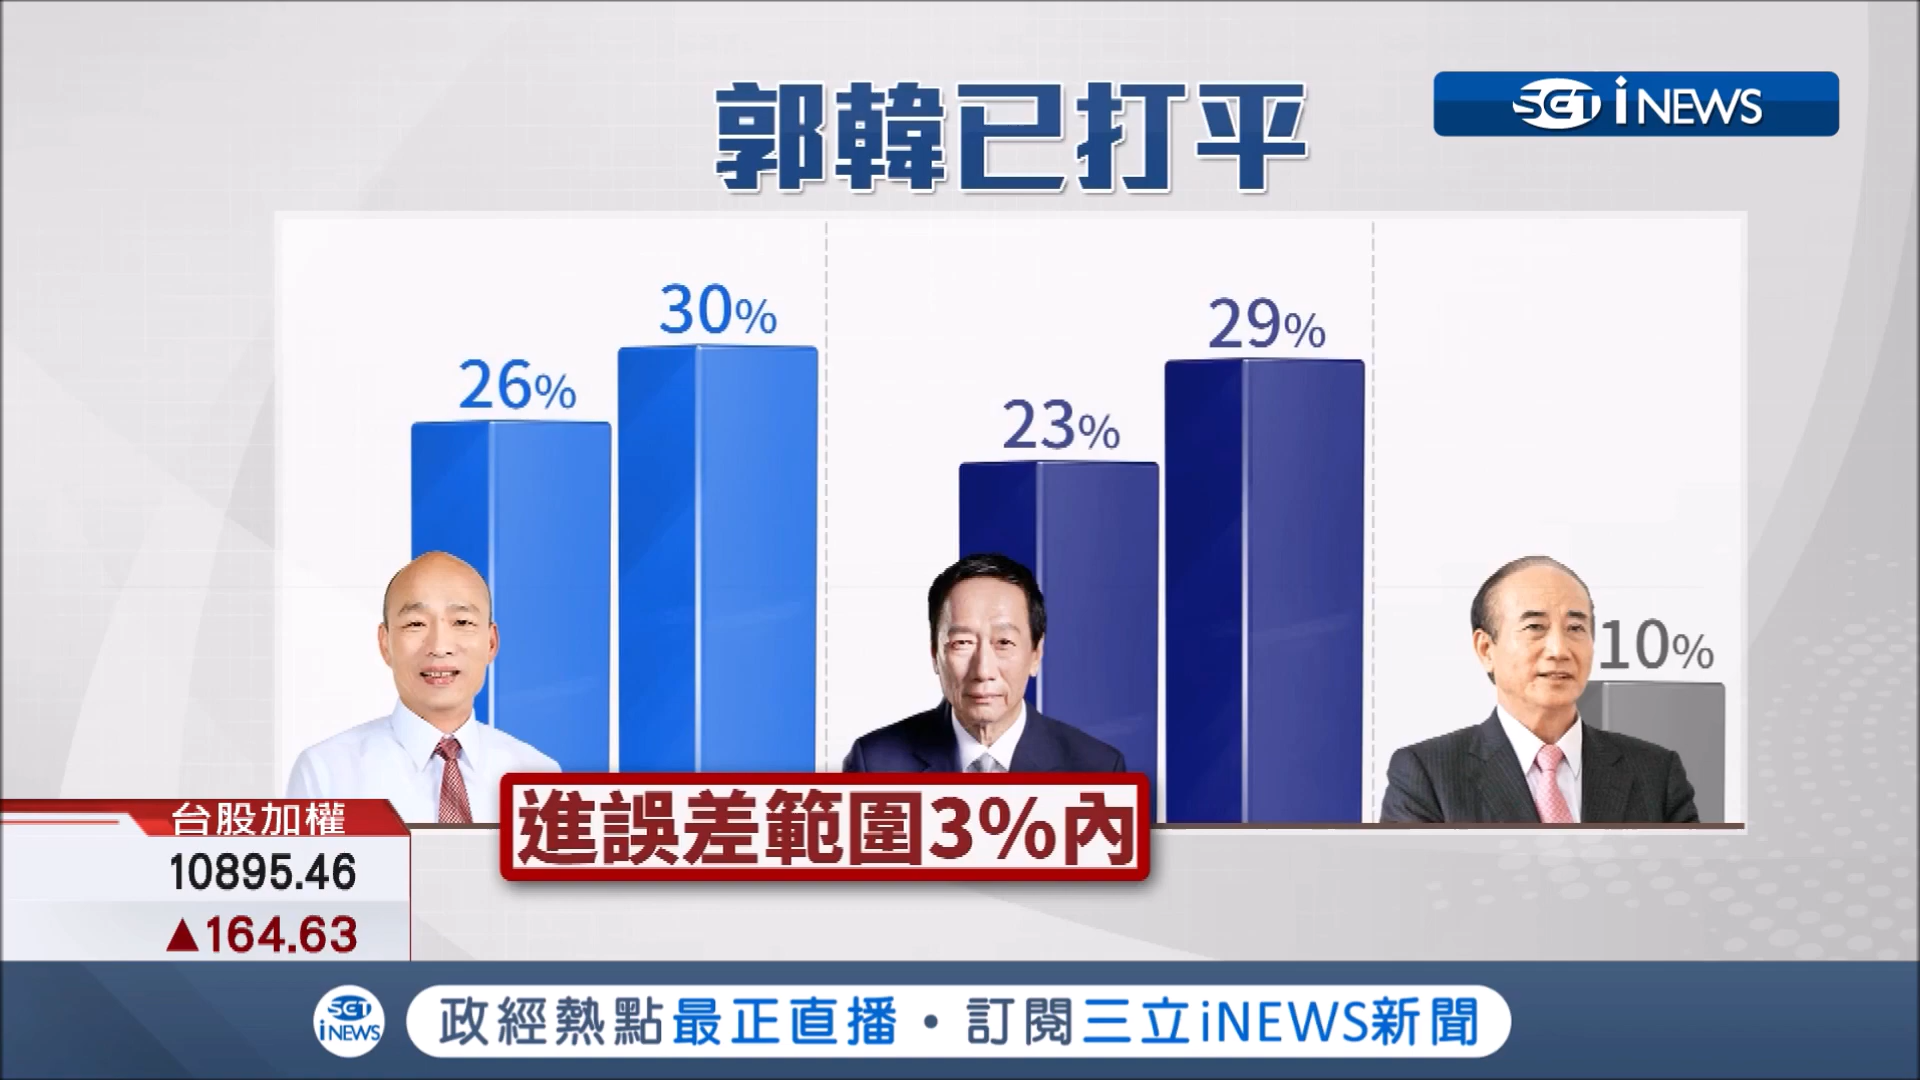 郭韓已打平
SET iNEWS
26%
30%
23%
29%
10%
進誤差範圍3%內
台股加權
10895.46
▲164.63
SET iNEWS
政經熱點最正直播・訂閱三立iNEWS新聞